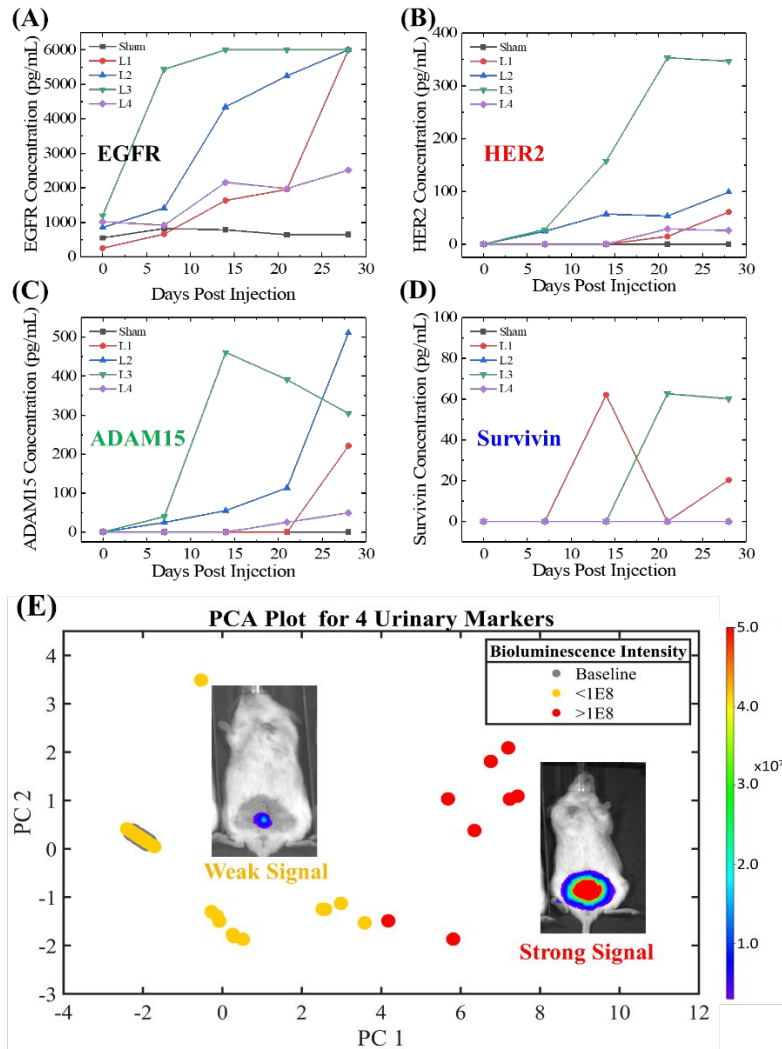 (A)
Sham
L1
L2
L3
L4
EGFR
EGFR Concentration (pg/mL)
6000
5000
4000
3000
2000
1000
0
0 5 10 15 20 25 30
Days Post Injection
(B)
Sham
L1
L2
L3
L4
HER2
HER2 Concentration (pg/mL)
400
300
200
100
0
0 5 10 15 20 25 30
Days Post Injection
(C)
Sham
L1
L2
L3
L4
ADAM15
ADAM15 Concentration (pg/mL)
500
400
300
200
100
0
0 5 10 15 20 25 30
Days Post Injection
(D)
Sham
L1
L2
L3
L4
Survivin
Survivin Concentration (pg/mL)
100
80
60
40
20
0
0 5 10 15 20 25 30
Days Post Injection
(E)
PCA Plot for 4 Urinary Markers
Bioluminescence Intensity
Baseline
<1E8
>1E8
Weak Signal
Strong Signal
PC 2
4
3
2
1
0
-1
-2
-3
-4 -2 0 2 4 6 8 10 12
PC 1
5.0
4.0
x10⁷
3.0
2.0
1.0